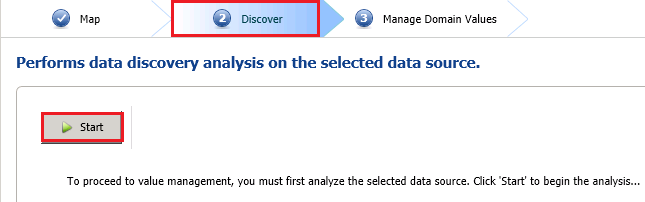 Map
2 Discover
3 Manage Domain Values
Performs data discovery analysis on the selected data source.
Start
To proceed to value management, you must first analyze the selected data source. Click 'Start' to begin the analysis...